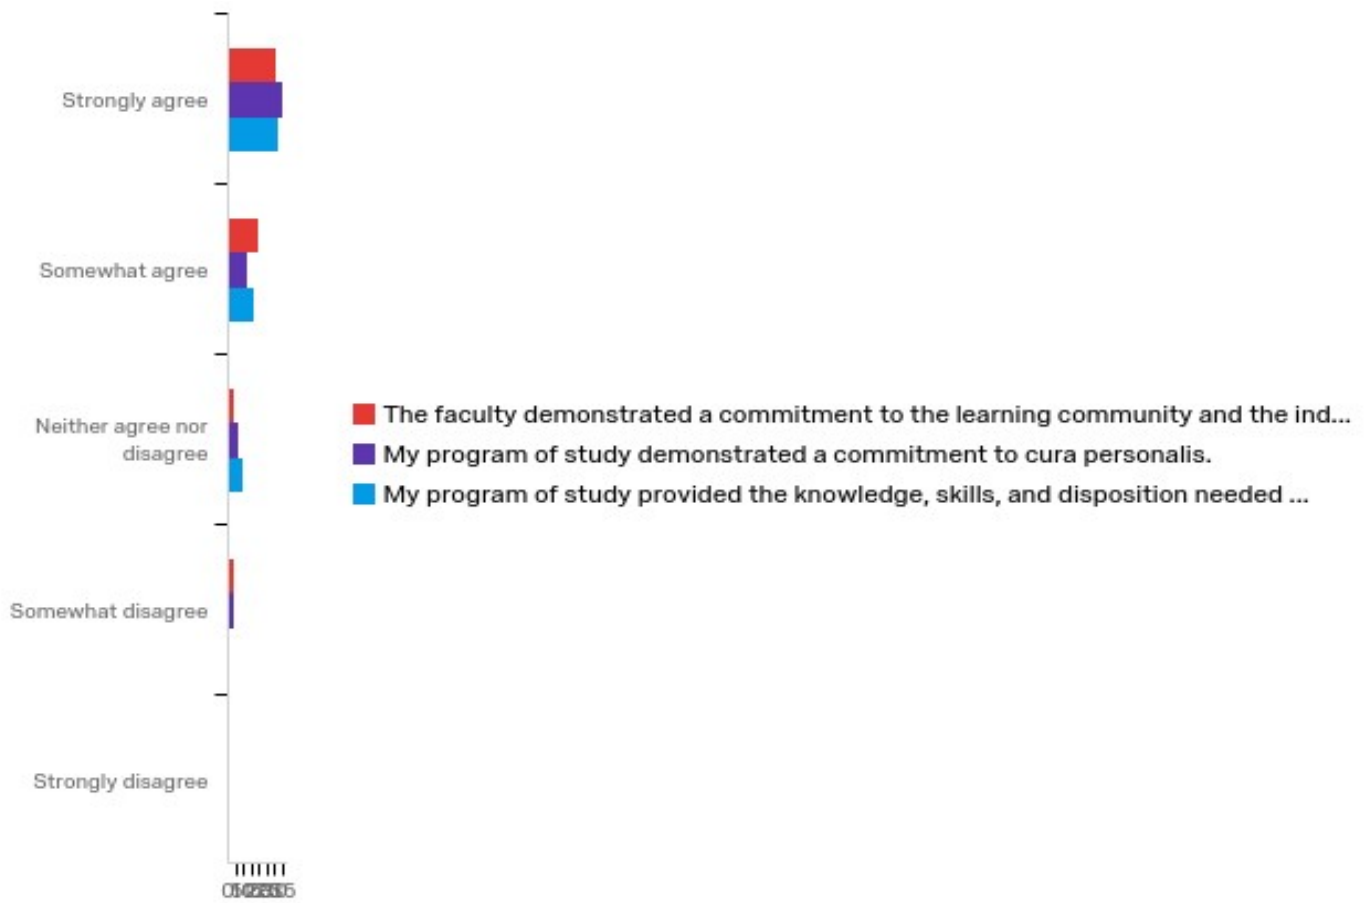 Strongly agree
Somewhat agree
Neither agree nor
disagree
Somewhat disagree
Strongly disagree
The faculty demonstrated a commitment to the learning community and the ind...
My program of study demonstrated a commitment to cura personalis.
My program of study provided the knowledge, skills, and disposition needed ...